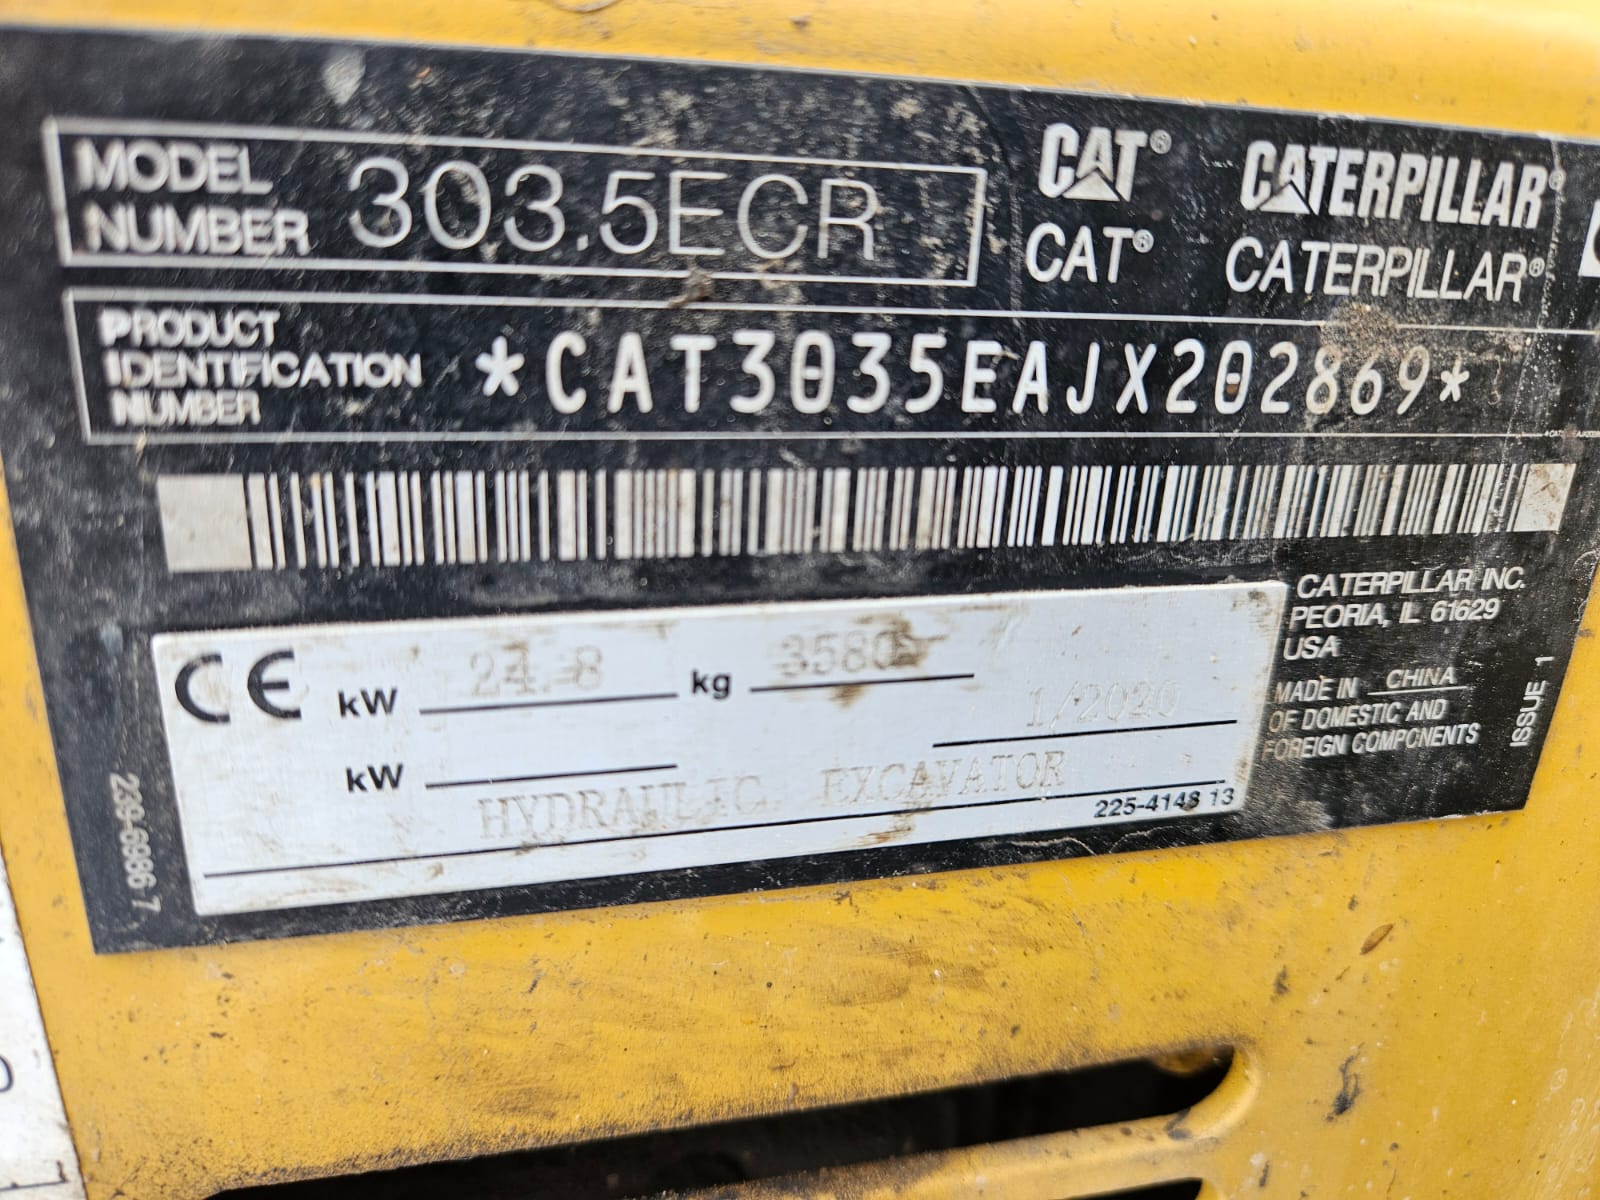 MODEL NUMBER 303.5ECR
CAT® CATERPILLAR®
CAT® CATERPILLAR®
PRODUCT IDENTIFICATION NUMBER *CAT3035EAJX202869*
CE kW 24.8 kg 3580
1/2020
kW
HYDRAULIC EXCAVATOR
225-4148 13
CATERPILLAR INC.
PEORIA, IL 61629
USA
MADE IN CHINA
OF DOMESTIC AND
FOREIGN COMPONENTS
ISSUE 1
239-6986 7